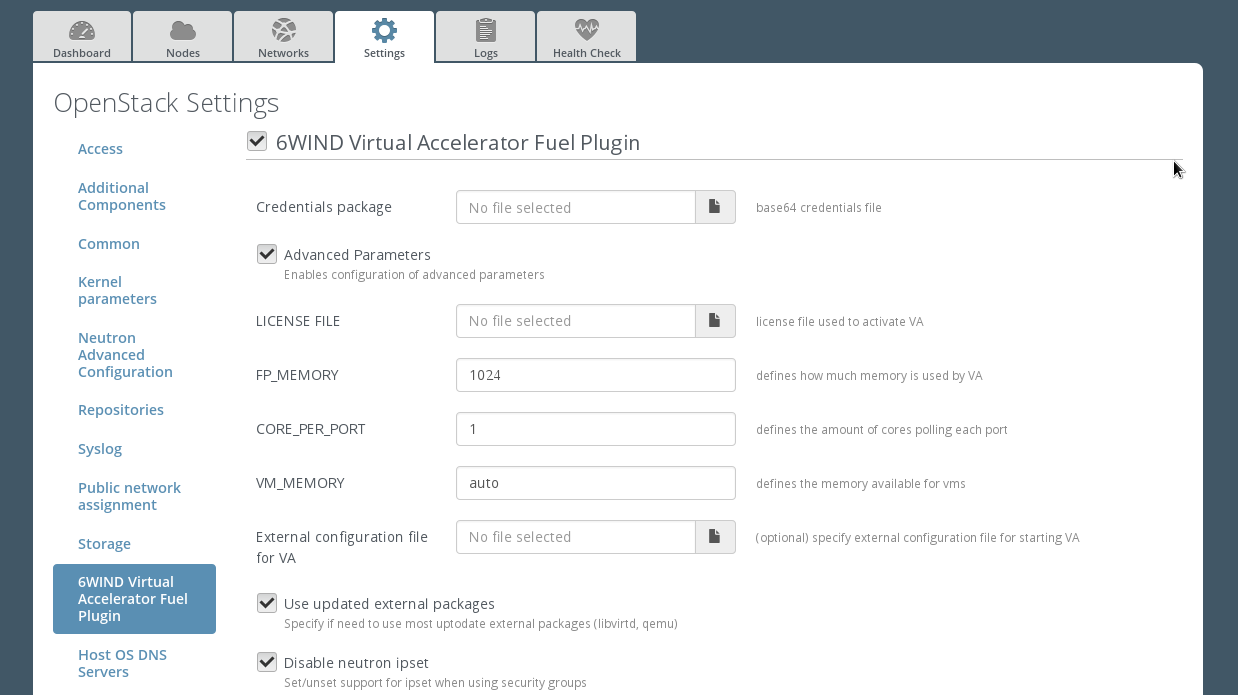 Dashboard
Nodes
Networks
Settings
Logs
Health Check
OpenStack Settings
Access
Additional
Components
Common
Kernel
parameters
Neutron
Advanced
Configuration
Repositories
Syslog
Public network
assignment
Storage
6WIND Virtual
Accelerator Fuel
Plugin
Host OS DNS
Servers
6WIND Virtual Accelerator Fuel Plugin
Credentials package No file selected base64 credentials file
Advanced Parameters
Enables configuration of advanced parameters
LICENSE FILE No file selected license file used to activate VA
FP_MEMORY 1024 defines how much memory is used by VA
CORE_PER_PORT 1 defines the amount of cores polling each port
VM_MEMORY auto defines the memory available for vms
External configuration file No file selected (optional) specify external configuration file for starting VA
for VA
Use updated external packages
Specify if need to use most uptodate external packages (libvirtd, qemu)
Disable neutron ipset
Set/unset support for ipset when using security groups